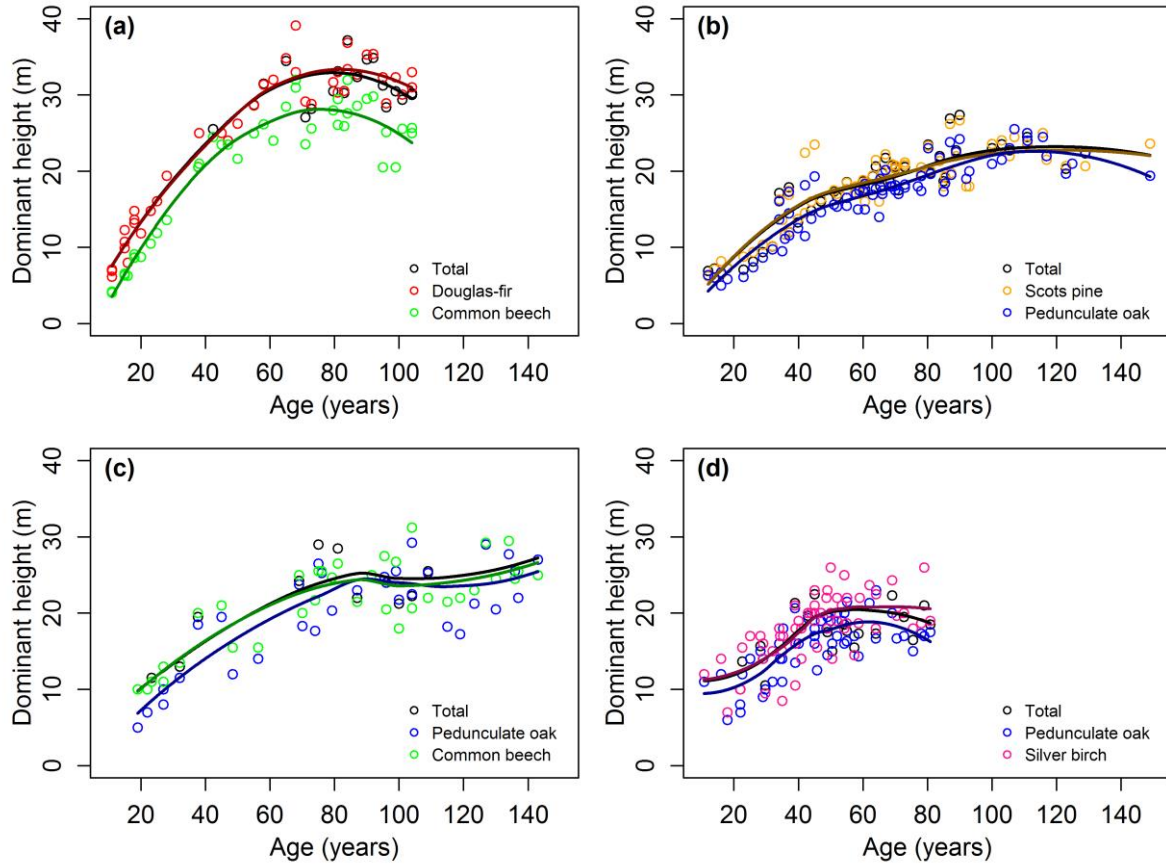 (a)
Dominant height (m)
40
30
20
10
0
Total
Douglas-fir
Common beech
20 40 60 80 100 120 140
Age (years)
(b)
Dominant height (m)
40
30
20
10
0
Total
Scots pine
Pedunculate oak
20 40 60 80 100 120 140
Age (years)
(c)
Dominant height (m)
40
30
20
10
0
Total
Pedunculate oak
Common beech
20 40 60 80 100 120 140
Age (years)
(d)
Dominant height (m)
40
30
20
10
0
Total
Pedunculate oak
Silver birch
20 40 60 80 100 120 140
Age (years)